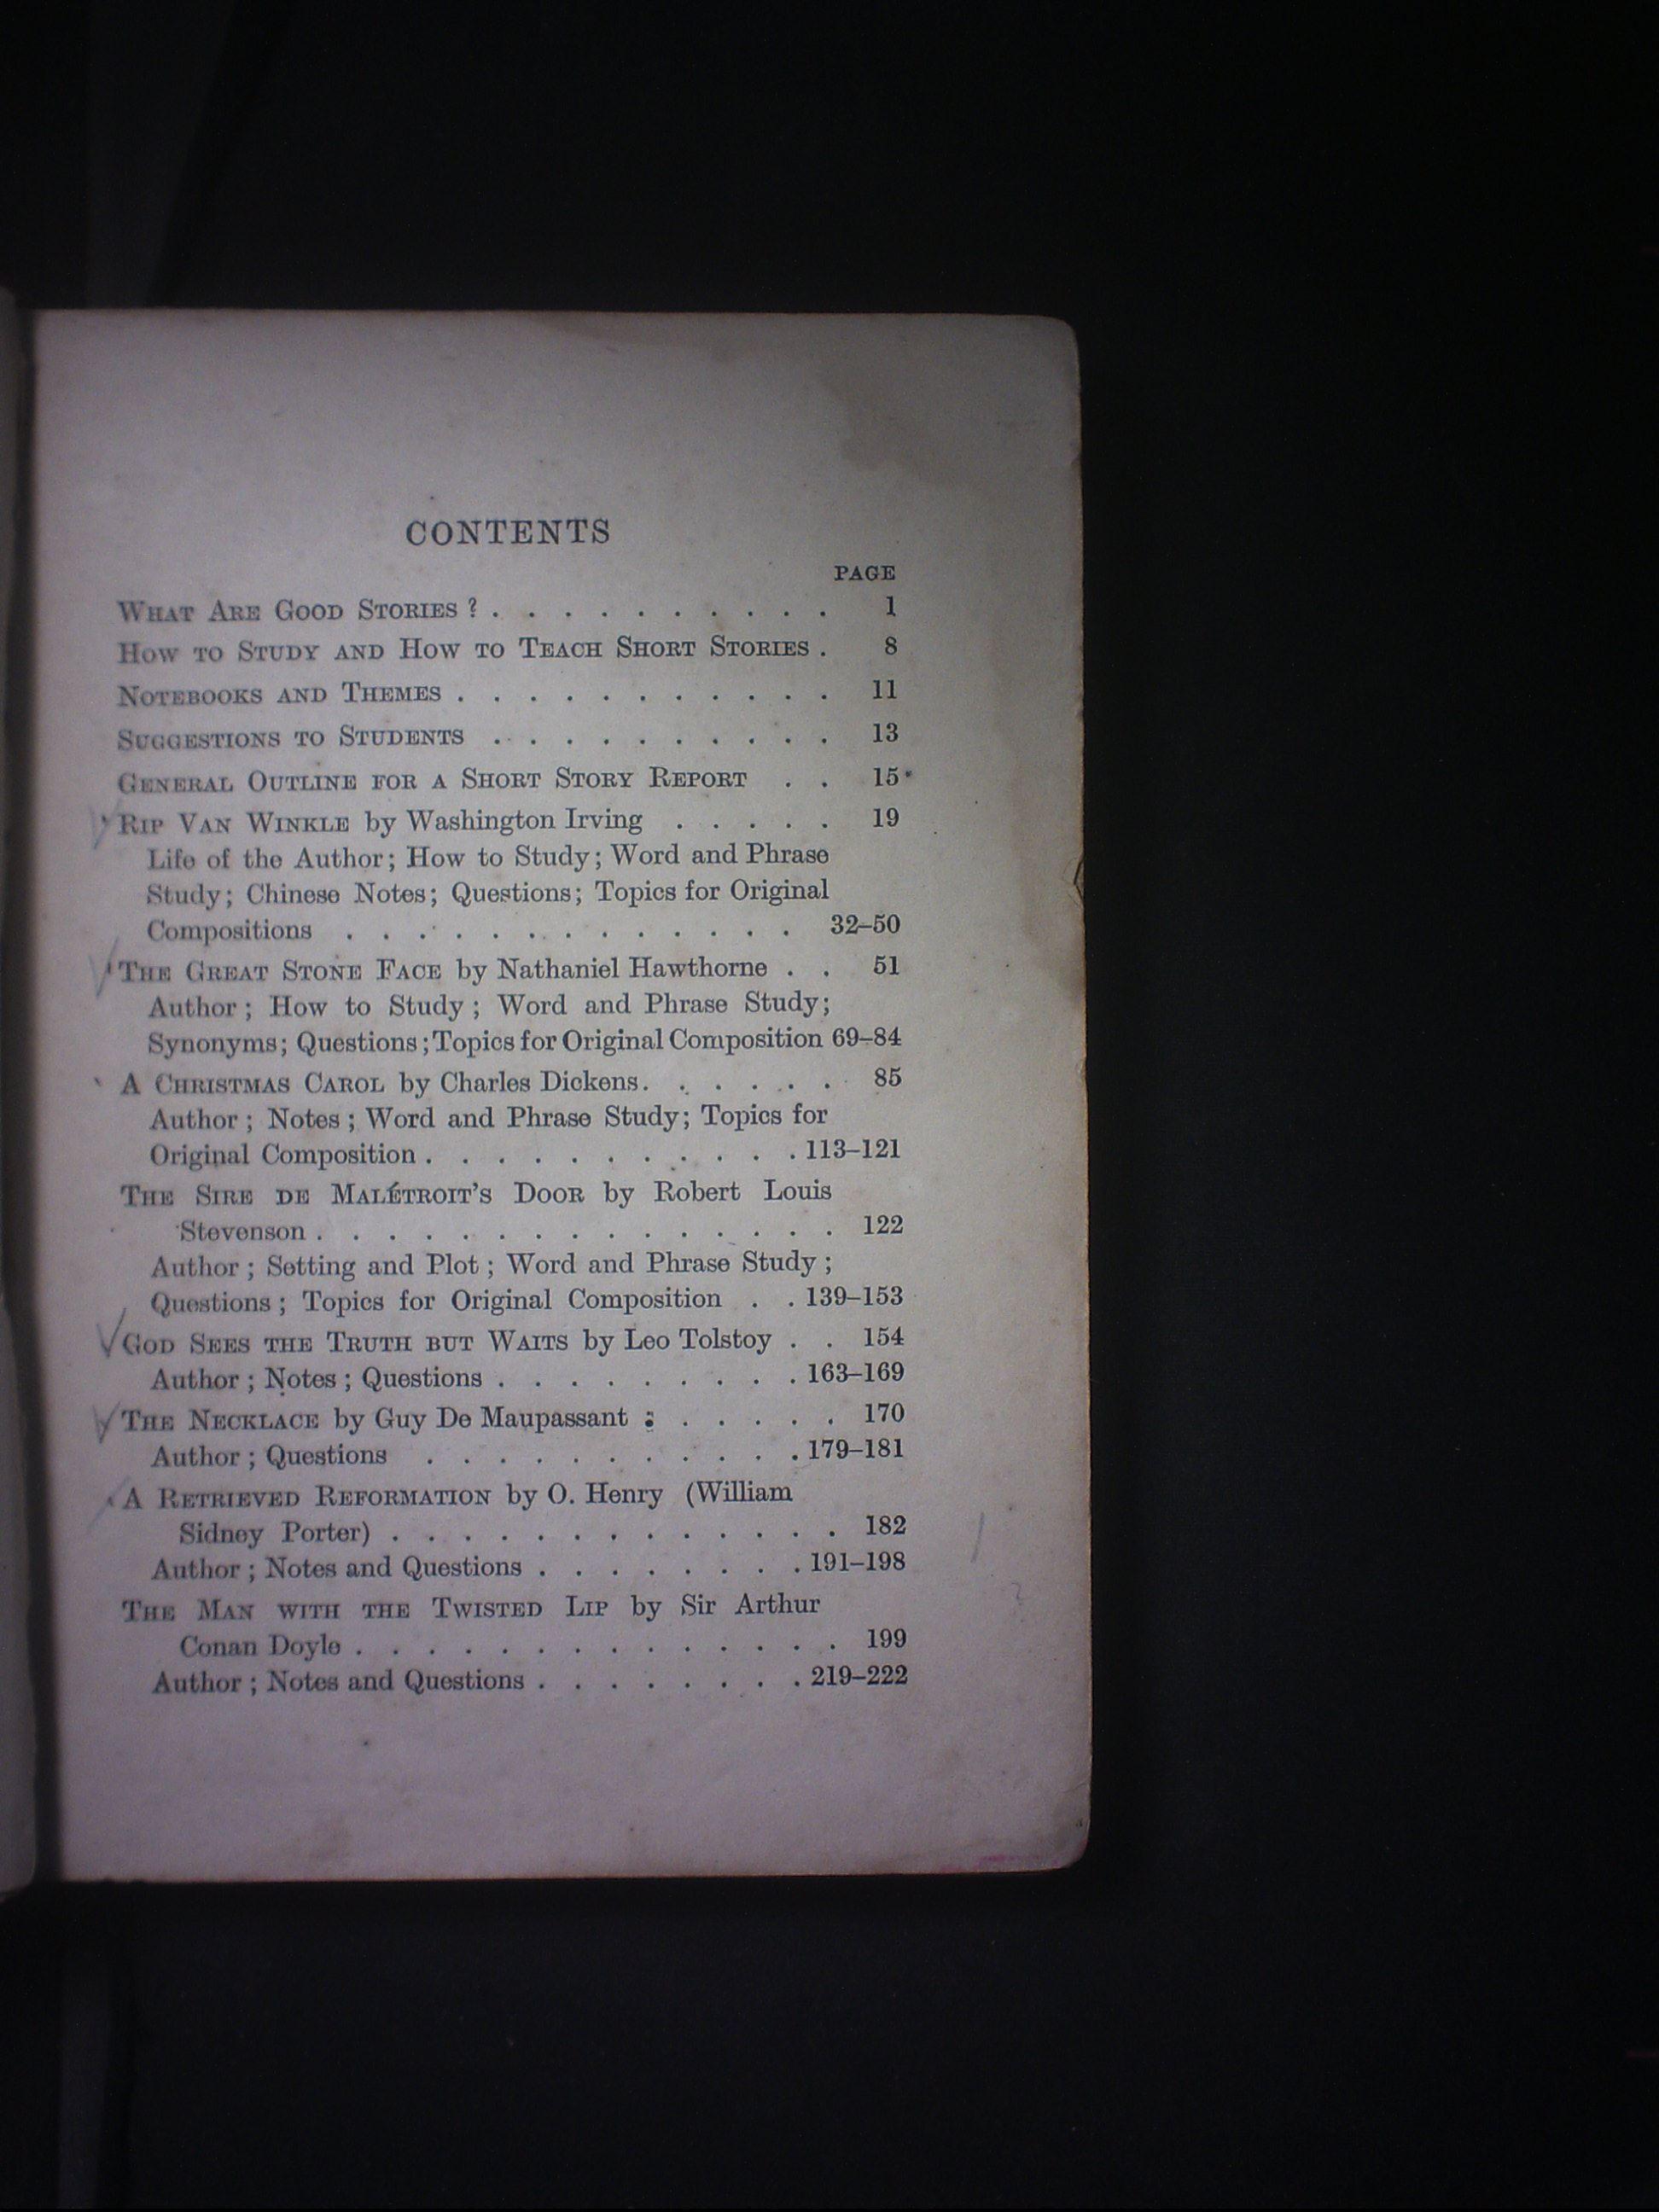 CONTENTS
PAGE
WHAT ARE GOOD STORIES ? . . . . . . . . . . 1
HOW TO STUDY AND HOW TO TEACH SHORT STORIES . 8
NOTEBOOKS AND THEMES . . . . . . . . . . . 11
SUGGESTIONS TO STUDENTS . . . . . . . . . . 13
GENERAL OUTLINE FOR A SHORT STORY REPORT . . 15
RIP VAN WINKLE by Washington Irving . . . . . 19
Life of the Author; How to Study; Word and Phrase
Study; Chinese Notes; Questions; Topics for Original
Compositions . . . . . . . . . . . . . 32–50
THE GREAT STONE FACE by Nathaniel Hawthorne . . 51
Author ; How to Study ; Word and Phrase Study;
Synonyms; Questions; Topics for Original Composition 69–84
A CHRISTMAS CAROL by Charles Dickens. . . . . . 85
Author ; Notes ; Word and Phrase Study; Topics for
Original Composition . . . . . . . . . . . 113–121
THE SIRE DE MALÉTROIT'S DOOR by Robert Louis
Stevenson . . . . . . . . . . . . . . . 122
Author ; Setting and Plot ; Word and Phrase Study ;
Questions ; Topics for Original Composition . . 139–153
GOD SEES THE TRUTH BUT WAITS by Leo Tolstoy . . 154
Author ; Notes ; Questions . . . . . . . . . 163–169
THE NECKLACE by Guy De Maupassant . . . . . . 170
Author ; Questions . . . . . . . . . . . 179–181
A RETRIEVED REFORMATION by O. Henry (William
Sidney Porter) . . . . . . . . . . . . . 182
Author ; Notes and Questions . . . . . . . . 191–198
THE MAN WITH THE TWISTED LIP by Sir Arthur
Conan Doyle . . . . . . . . . . . . . . 199
Author ; Notes and Questions . . . . . . . . 219–222